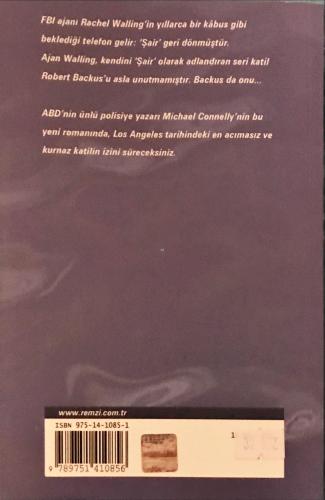 FBI ajanı Rachel Walling'in yıllarca bir kâbus gibi
beklediği telefon gelir: 'Şair' geri dönmüştür.
Ajan Walling, kendini 'Şair' olarak adlandıran seri katil
Robert Backus'u asla unutmamıştır. Backus da onu...
ABD'nin ünlü polisiye yazarı Michael Connelly'nin bu
yeni romanında, Los Angeles tarihindeki en acımasız ve
kurnaz katilin izini süreceksiniz.
www.remzi.com.tr
ISBN 975-14-1085-1
9 789751 410856
1